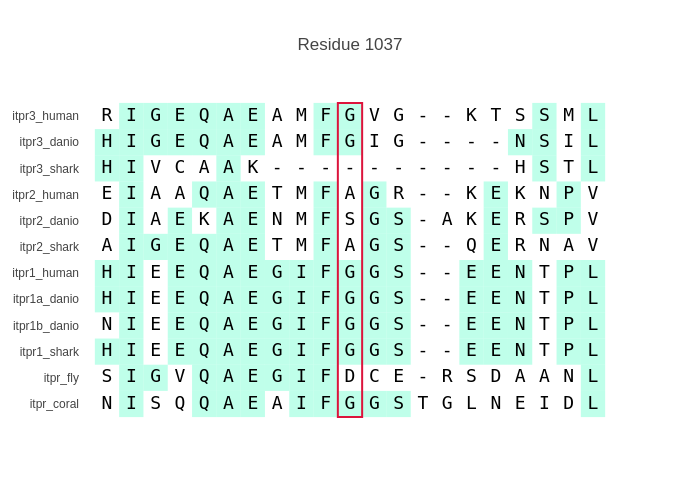 Residue 1037
itpr3_human R I G E Q A E A M F G V G - - K T S S M L
itpr3_danio H I G E Q A E A M F G I G - - - - N S I L
itpr3_shark H I V C A A K - - - - - - - - - - H S T L
itpr2_human E I A A Q A E T M F A G R - - K E K N P V
itpr2_danio D I A E K A E N M F S G S - A K E R S P V
itpr2_shark A I G E Q A E T M F A G S - - Q E R N A V
itpr1_human H I E E Q A E G I F G G S - - E E N T P L
itpr1a_danio H I E E Q A E G I F G G S - - E E N T P L
itpr1b_danio N I E E Q A E G I F G G S - - E E N T P L
itpr1_shark H I E E Q A E G I F G G S - - E E N T P L
itpr_fly S I G V Q A E G I F D C E - R S D A A N L
itpr_coral N I S Q Q A E A I F G G S T G L N E I D L